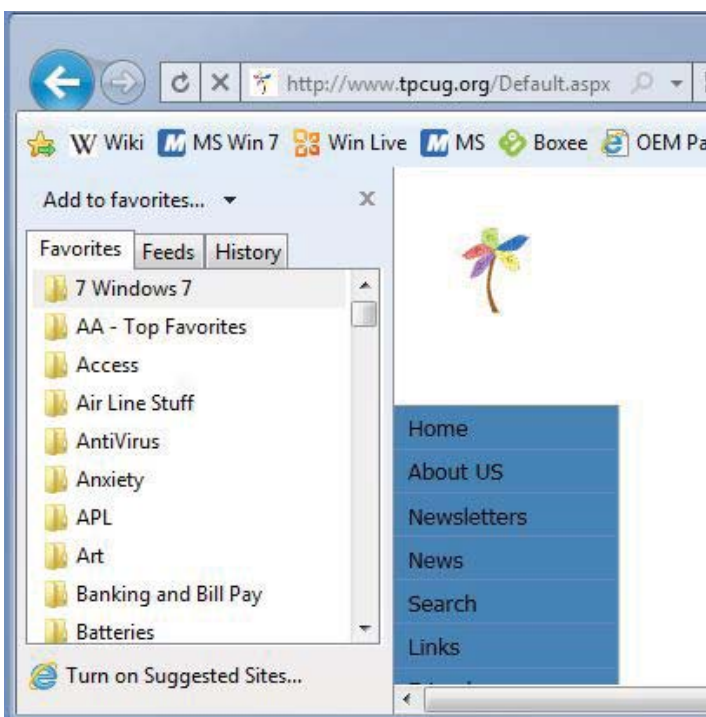 http://www.tpcug.org/Default.aspx
W Wiki MS Win 7 Win Live MS Boxee OEM Pa
Add to favorites...
Favorites Feeds History
7 Windows 7
AA - Top Favorites
Access
Air Line Stuff
AntiVirus
Anxiety
APL
Art
Banking and Bill Pay
Batteries
Turn on Suggested Sites...
Home
About US
Newsletters
News
Search
Links